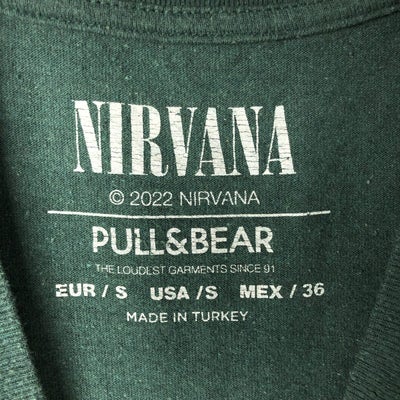 NIRVANA
© 2022 NIRVANA
PULL&BEAR
THE LOUDEST GARMENTS SINCE 91
EUR / S USA /S MEX / 36
MADE IN TURKEY